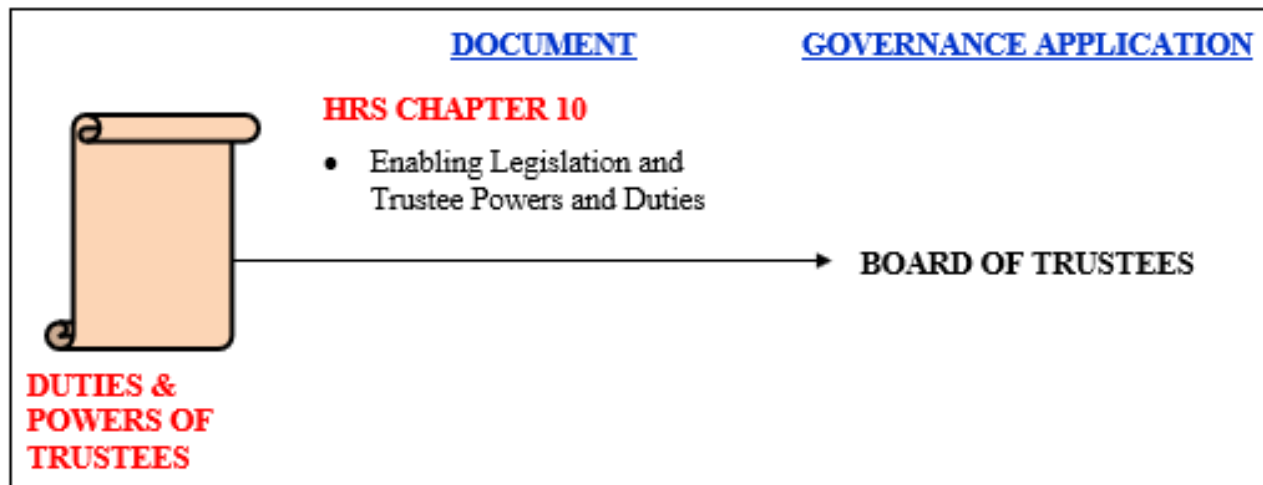 DOCUMENT
GOVERNANCE APPLICATION
HRS CHAPTER 10
• Enabling Legislation and
Trustee Powers and Duties
BOARD OF TRUSTEES
DUTIES &
POWERS OF
TRUSTEES